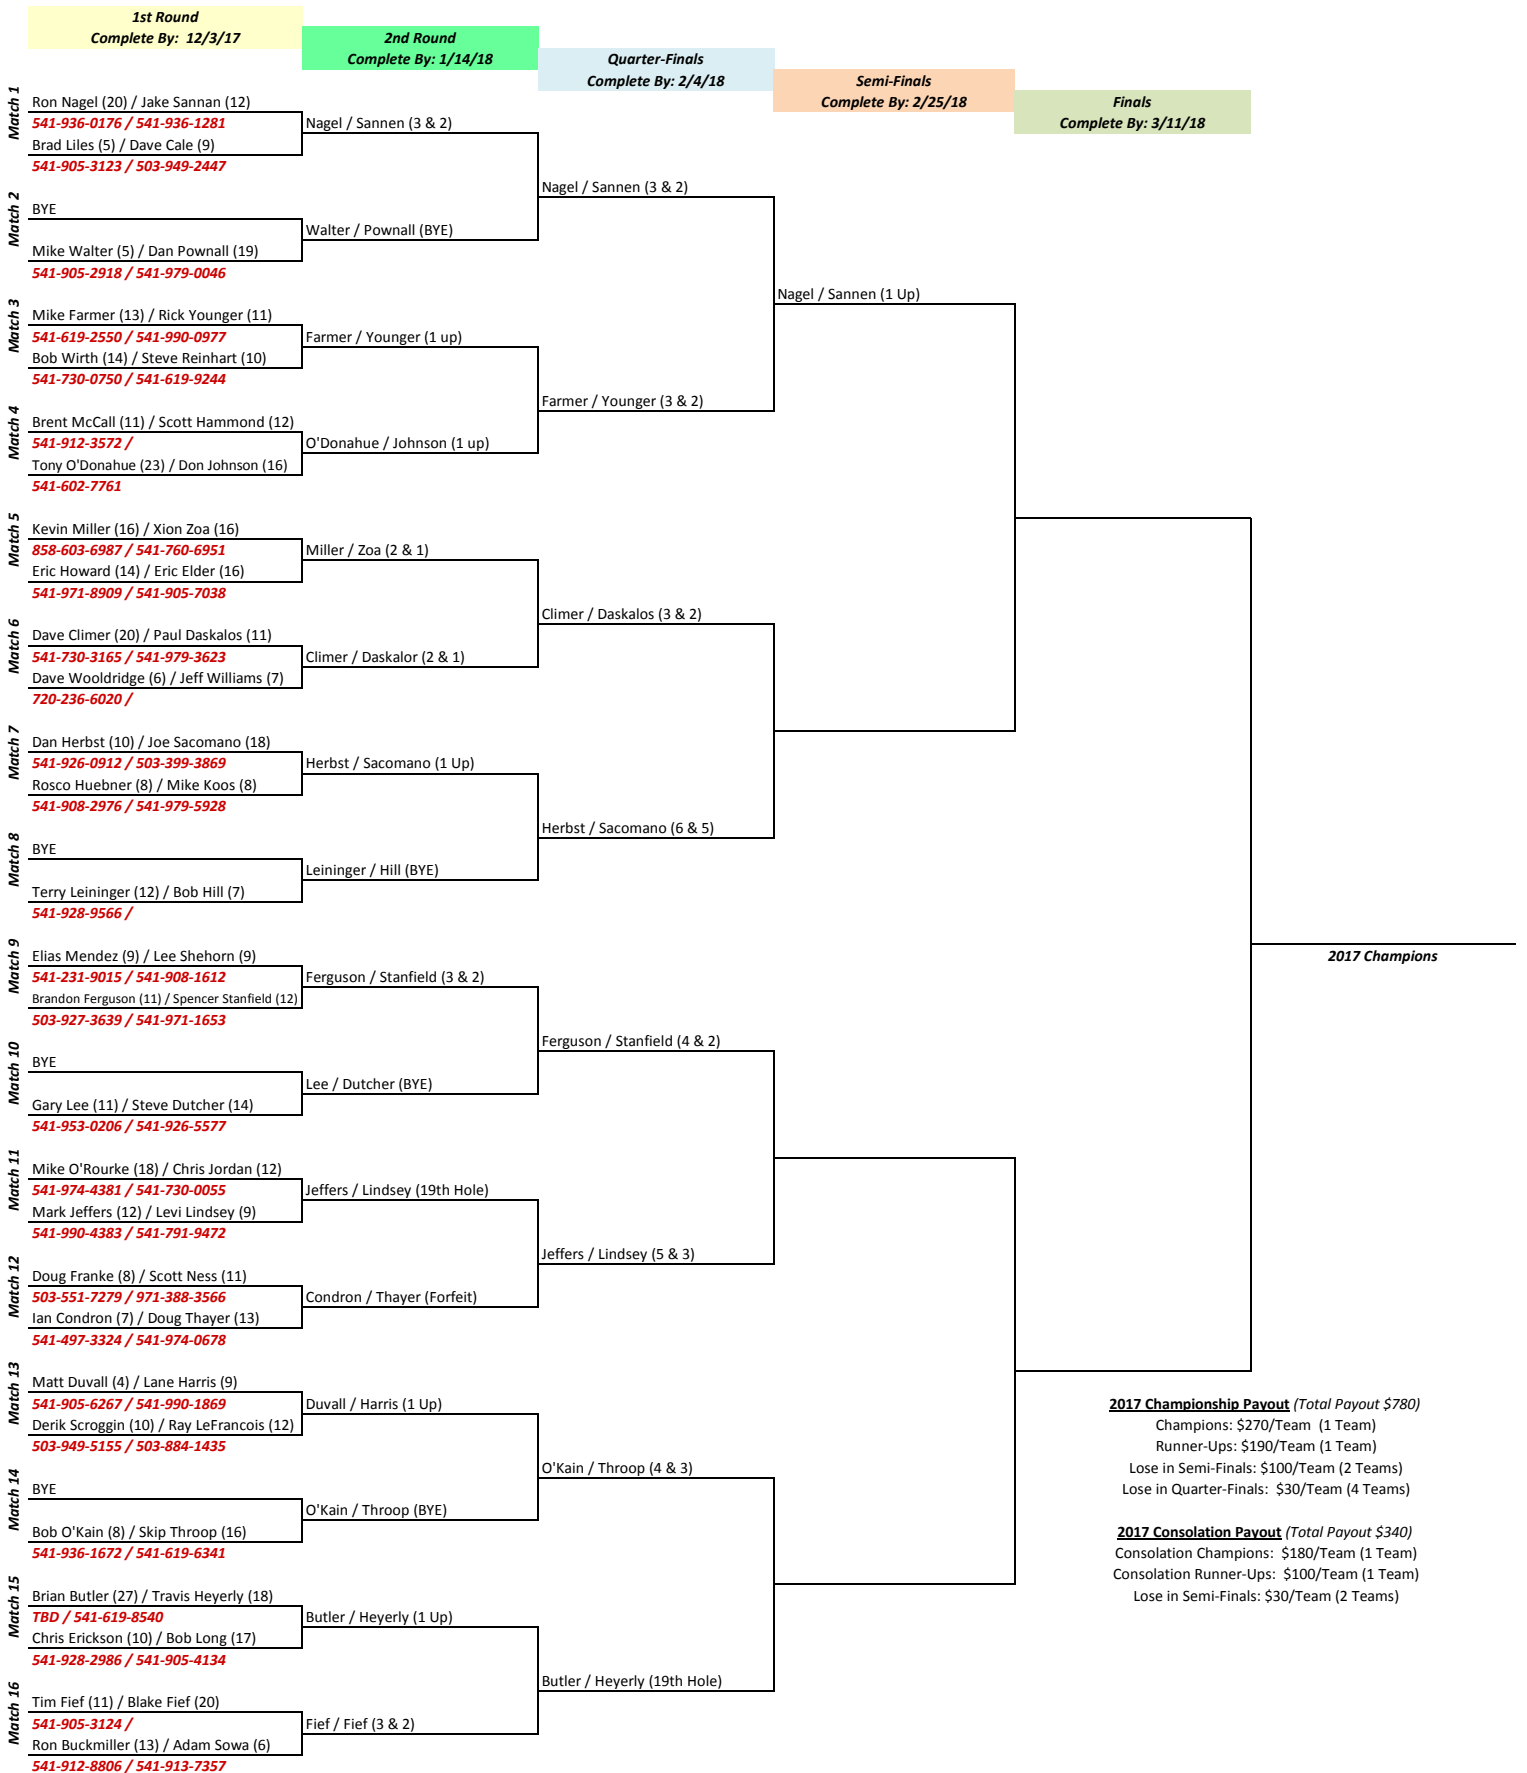 1st Round
Complete By:  12/3/17
2nd Round
Complete By: 1/14/18
Quarter-Finals
Complete By: 2/4/18
Semi-Finals
Complete By: 2/25/18
Finals
Complete By: 3/11/18
Match 1
Ron Nagel (20) / Jake Sannan (12)
541-936-0176 / 541-936-1281
Brad Liles (5) / Dave Cale (9)
541-905-3123 / 503-949-2447
Nagel / Sannen (3 & 2)
Match 2
BYE
Mike Walter (5) / Dan Pownall (19)
541-905-2918 / 541-979-0046
Walter / Pownall (BYE)
Nagel / Sannen (3 & 2)
Match 3
Mike Farmer (13) / Rick Younger (11)
541-619-2550 / 541-990-0977
Bob Wirth (14) / Steve Reinhart (10)
541-730-0750 / 541-619-9244
Farmer / Younger (1 up)
Nagel / Sannen (1 Up)
Match 4
Brent McCall (11) / Scott Hammond (12)
541-912-3572 /
Tony O'Donahue (23) / Don Johnson (16)
541-602-7761
O'Donahue / Johnson (1 up)
Farmer / Younger (3 & 2)
Match 5
Kevin Miller (16) / Xion Zoa (16)
858-603-6987 / 541-760-6951
Eric Howard (14) / Eric Elder (16)
541-971-8909 / 541-905-7038
Miller / Zoa (2 & 1)
Match 6
Dave Climer (20) / Paul Daskalos (11)
541-730-3165 / 541-979-3623
Dave Wooldridge (6) / Jeff Williams (7)
720-236-6020 /
Climer / Daskalor (2 & 1)
Climer / Daskalos (3 & 2)
Match 7
Dan Herbst (10) / Joe Sacomano (18)
541-926-0912 / 503-399-3869
Rosco Huebner (8) / Mike Koos (8)
541-908-2976 / 541-979-5928
Herbst / Sacomano (1 Up)
Match 8
BYE
Terry Leininger (12) / Bob Hill (7)
541-928-9566 /
Leininger / Hill (BYE)
Herbst / Sacomano (6 & 5)
Match 9
Elias Mendez (9) / Lee Shehorn (9)
541-231-9015 / 541-908-1612
Brandon Ferguson (11) / Spencer Stanfield (12)
503-927-3639 / 541-971-1653
Ferguson / Stanfield (3 & 2)
2017 Champions
Match 10
BYE
Gary Lee (11) / Steve Dutcher (14)
541-953-0206 / 541-926-5577
Lee / Dutcher (BYE)
Ferguson / Stanfield (4 & 2)
Match 11
Mike O'Rourke (18) / Chris Jordan (12)
541-974-4381 / 541-730-0055
Mark Jeffers (12) / Levi Lindsey (9)
541-990-4383 / 541-791-9472
Jeffers / Lindsey (19th Hole)
Match 12
Doug Franke (8) / Scott Ness (11)
503-551-7279 / 971-388-3566
Ian Condron (7) / Doug Thayer (13)
541-497-3324 / 541-974-0678
Condron / Thayer (Forfeit)
Jeffers / Lindsey (5 & 3)
Match 13
Matt Duvall (4) / Lane Harris (9)
541-905-6267 / 541-990-1869
Derik Scroggin (10) / Ray LeFrancois (12)
503-949-5155 / 503-884-1435
Duvall / Harris (1 Up)
Match 14
BYE
Bob O'Kain (8) / Skip Throop (16)
541-936-1672 / 541-619-6341
O'Kain / Throop (BYE)
O'Kain / Throop (4 & 3)
Match 15
Brian Butler (27) / Travis Heyerly (18)
TBD / 541-619-8540
Chris Erickson (10) / Bob Long (17)
541-928-2986 / 541-905-4134
Butler / Heyerly (1 Up)
Match 16
Tim Fief (11) / Blake Fief (20)
541-905-3124 /
Ron Buckmiller (13) / Adam Sowa (6)
541-912-8806 / 541-913-7357
Fief / Fief (3 & 2)
Butler / Heyerly (19th Hole)
2017 Championship Payout (Total Payout $780)
Champions: $270/Team  (1 Team)
Runner-Ups: $190/Team (1 Team)
Lose in Semi-Finals: $100/Team (2 Teams)
Lose in Quarter-Finals:  $30/Team (4 Teams)
2017 Consolation Payout (Total Payout $340)
Consolation Champions:  $180/Team (1 Team)
Consolation Runner-Ups:  $100/Team (1 Team)
Lose in Semi-Finals: $30/Team (2 Teams)